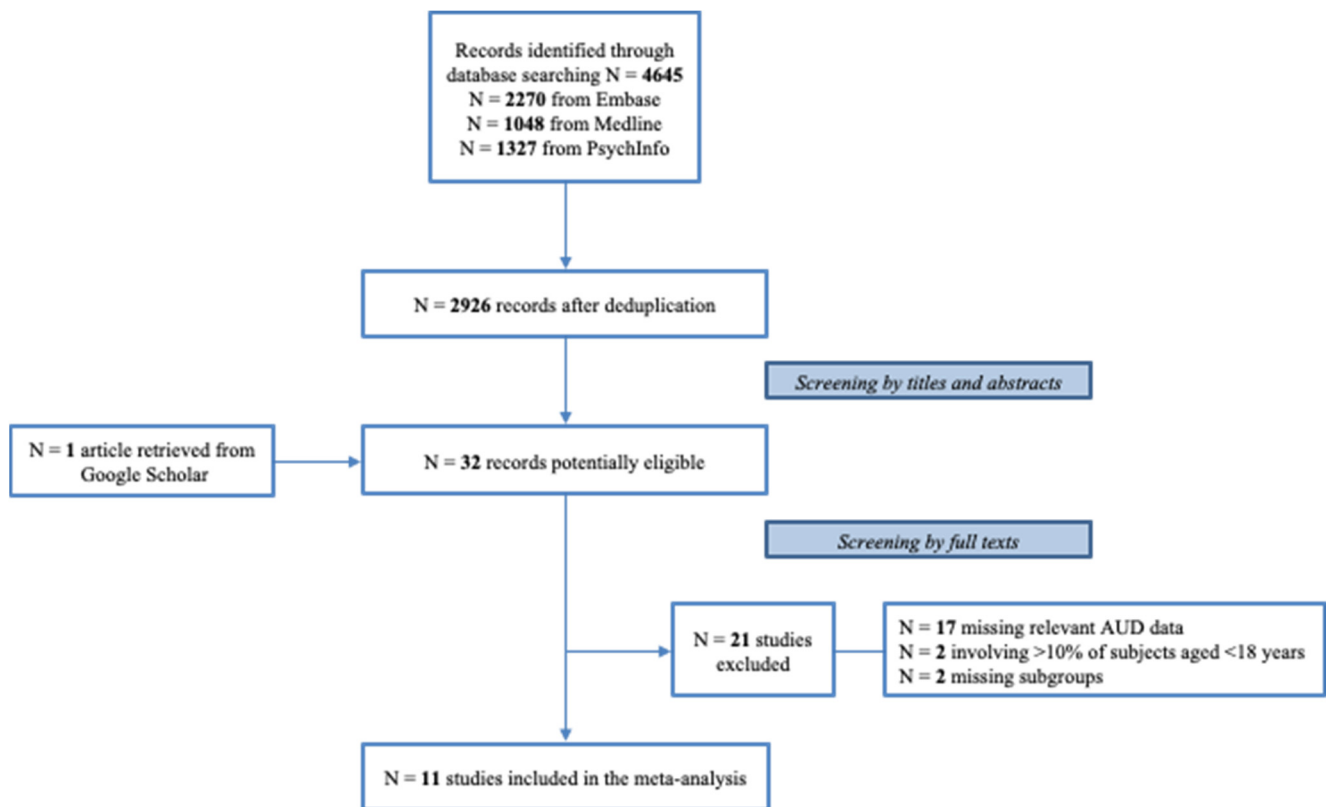 Records identified through
database searching N = 4645
N = 2270 from Embase
N = 1048 from Medline
N = 1327 from PsychInfo
N = 2926 records after deduplication
Screening by titles and abstracts
N = 1 article retrieved from
Google Scholar
N = 32 records potentially eligible
Screening by full texts
N = 21 studies
excluded
N = 17 missing relevant AUD data
N = 2 involving >10% of subjects aged <18 years
N = 2 missing subgroups
N = 11 studies included in the meta-analysis